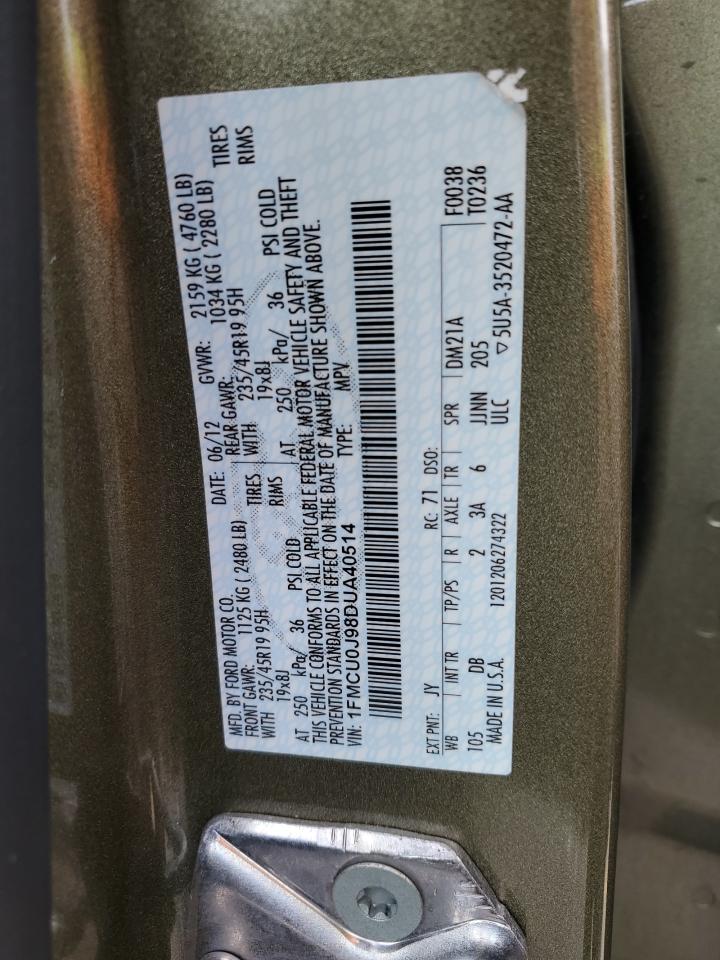 MFD. BY FORD MOTOR CO. DATE: 06/12 GVWR: 2159 KG ( 4760 LB)
FRONT GAWR: 1125 KG ( 2480 LB) REAR GAWR: 1034 KG ( 2280 LB)
WITH 235/45R19 95H TIRES WITH 235/45R19 95H TIRES
19x8J RIMS 19x8J RIMS
AT 250 kPa/ 36 PSI COLD AT 250 kPa/ 36 PSI COLD
THIS VEHICLE CONFORMS TO ALL APPLICABLE FEDERAL MOTOR VEHICLE SAFETY AND THEFT
PREVENTION STANDARDS IN EFFECT ON THE DATE OF MANUFACTURE SHOWN ABOVE.
VIN: 1FMCU0J98DUA40514 TYPE: MPV
EXT PNT: JY RC: 71 DSO: F0038
WB INT TR TP/PS R AXLE TR SPR DM21A T0236
105 DB 2 3A 6 JJNN 205
MADE IN U.S.A. 1201206274322 ULC ▽5U5A-3520472-AA